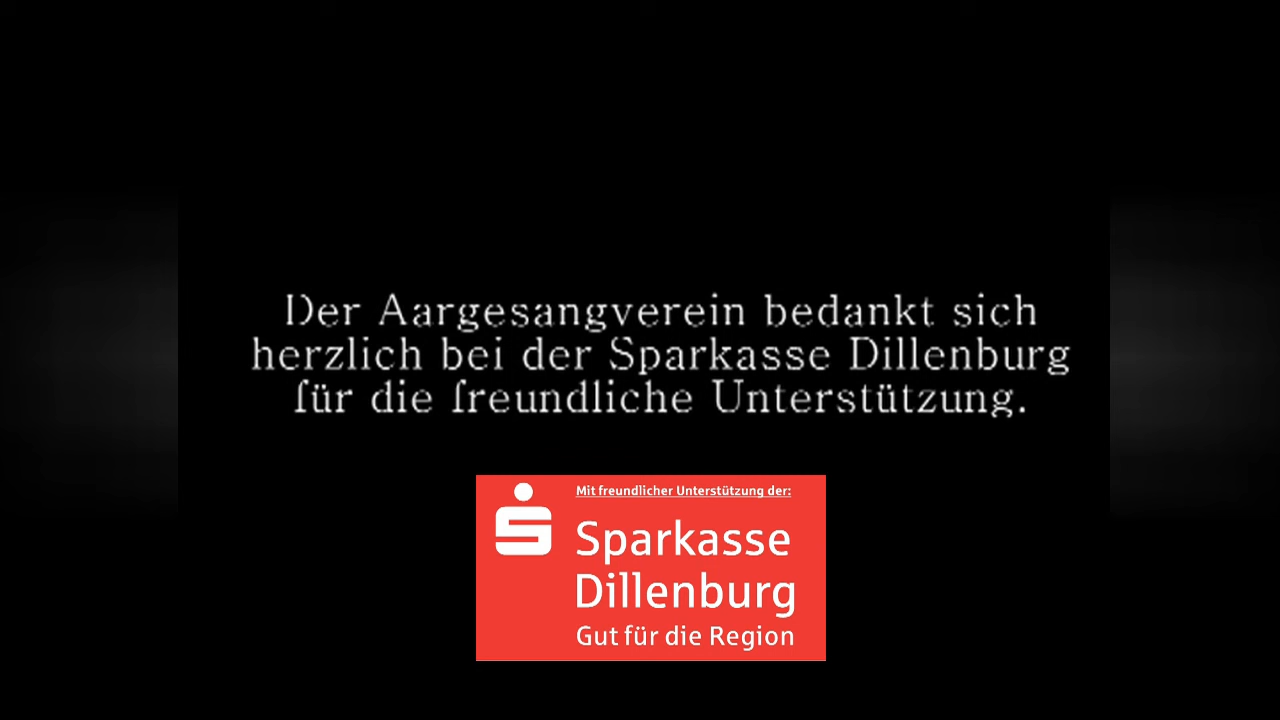 Der Aargesangverein bedankt sich
herzlich bei der Sparkasse Dillenburg
für die freundliche Unterstützung.
Mit freundlicher Unterstützung der:
Sparkasse
Dillenburg
Gut für die Region